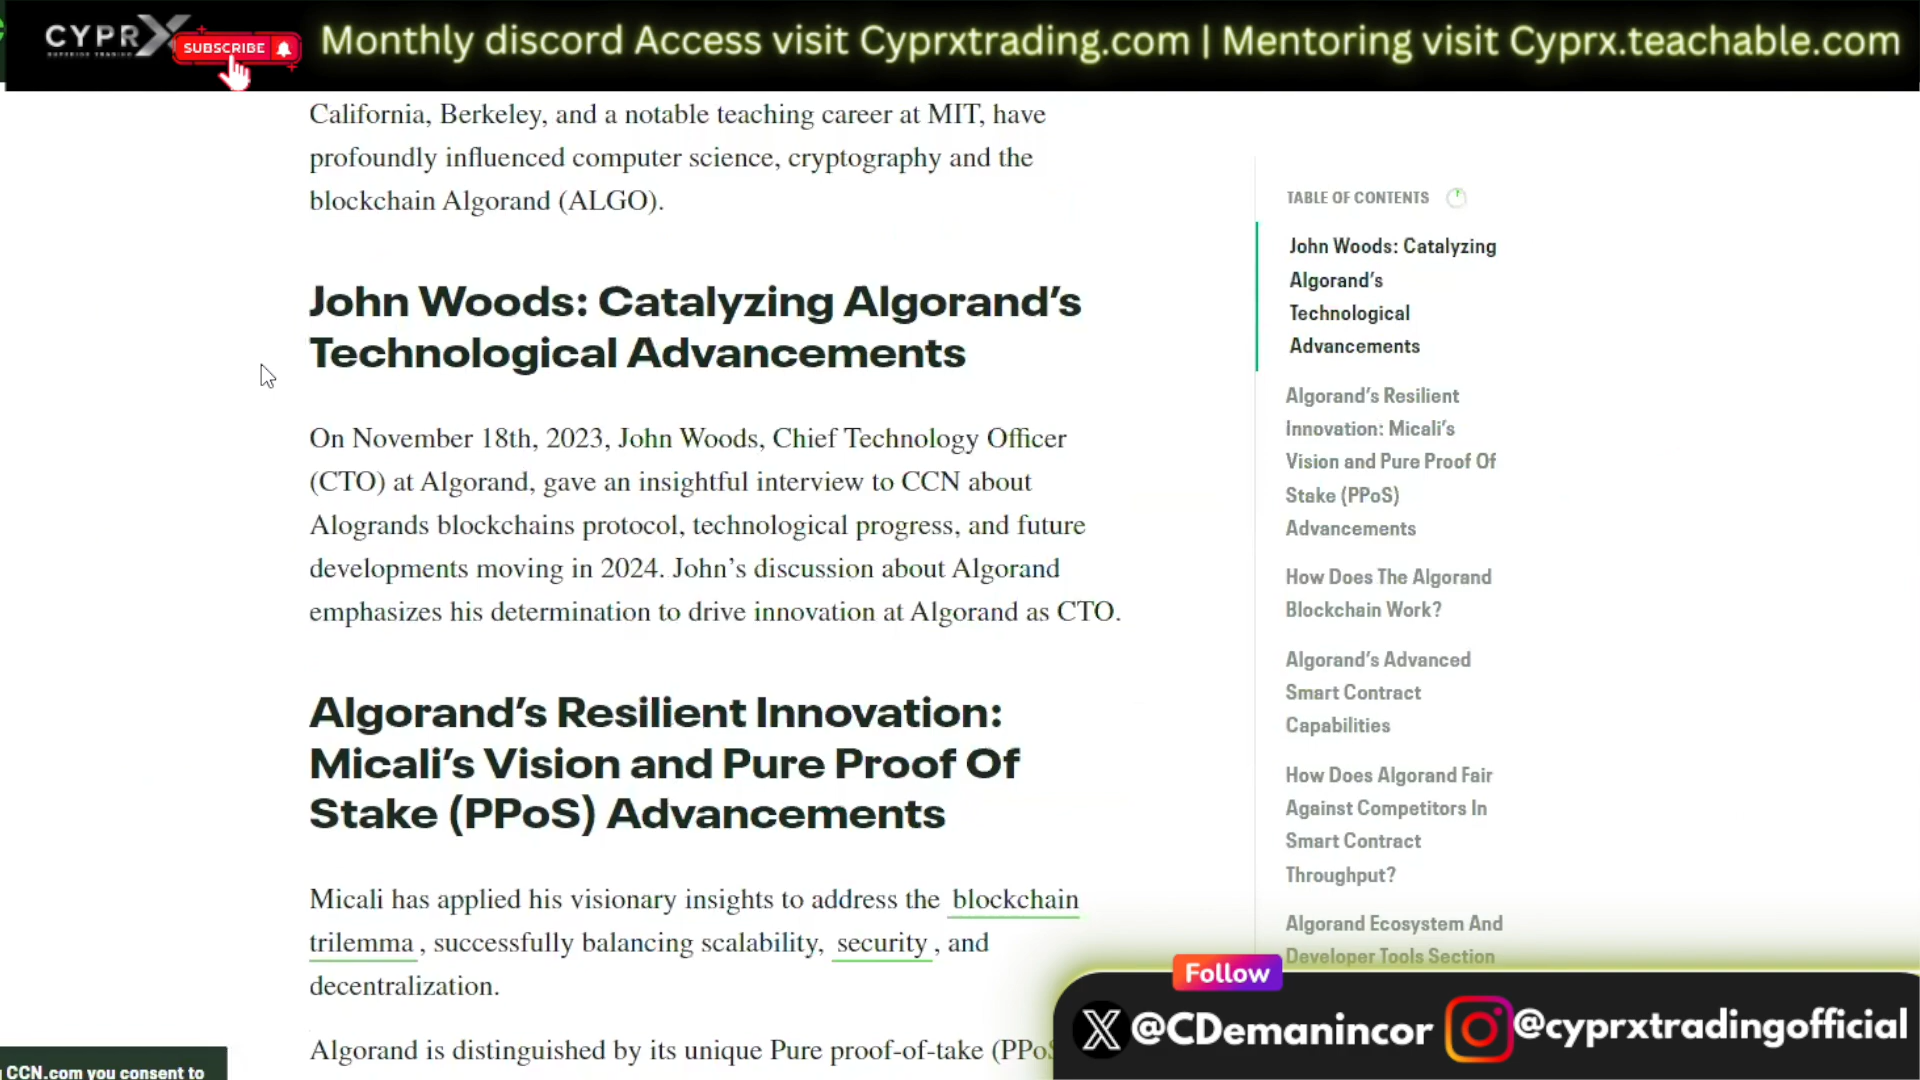 CYPRX
SUPERIOR TRADING
SUBSCRIBE
Monthly discord Access visit Cyprxtrading.com | Mentoring visit Cyprx.teachable.com
California, Berkeley, and a notable teaching career at MIT, have
profoundly influenced computer science, cryptography and the
blockchain Algorand (ALGO).
John Woods: Catalyzing Algorand’s
Technological Advancements
On November 18th, 2023, John Woods, Chief Technology Officer
(CTO) at Algorand, gave an insightful interview to CCN about
Alogrands blockchains protocol, technological progress, and future
developments moving in 2024. John’s discussion about Algorand
emphasizes his determination to drive innovation at Algorand as CTO.
Algorand’s Resilient Innovation:
Micali’s Vision and Pure Proof Of
Stake (PPoS) Advancements
Micali has applied his visionary insights to address the blockchain
trilemma , successfully balancing scalability, security , and
decentralization.
Algorand is distinguished by its unique Pure proof-of-take (PPoS
TABLE OF CONTENTS
John Woods: Catalyzing
Algorand’s
Technological
Advancements
Algorand’s Resilient
Innovation: Micali’s
Vision and Pure Proof Of
Stake (PPoS)
Advancements
How Does The Algorand
Blockchain Work?
Algorand’s Advanced
Smart Contract
Capabilities
How Does Algorand Fair
Against Competitors In
Smart Contract
Throughput?
Algorand Ecosystem And
Developer Tools Section
Follow
@CDemanincor
@cyprxtradingofficial
CCN.com you consent to